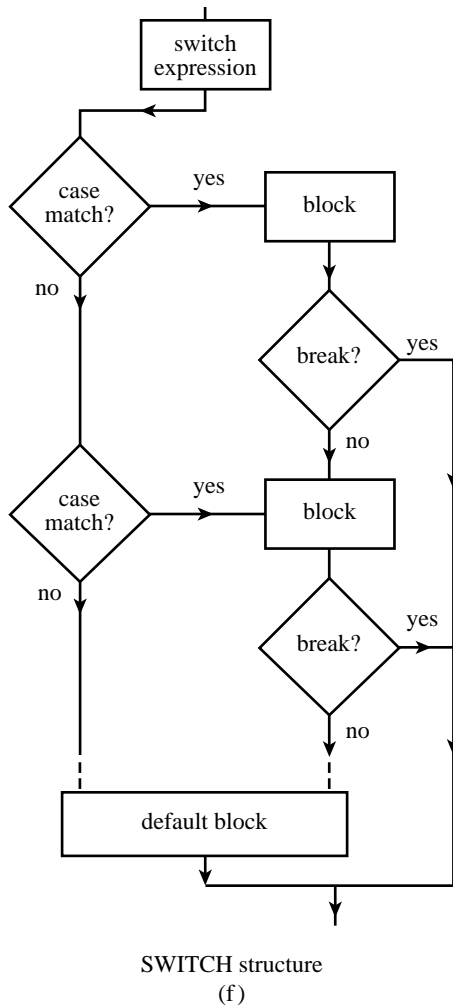 switch
expression
case
match?
yes
block
no
break?
yes
no
case
match?
yes
block
no
break?
yes
no
default block
SWITCH structure
(f)